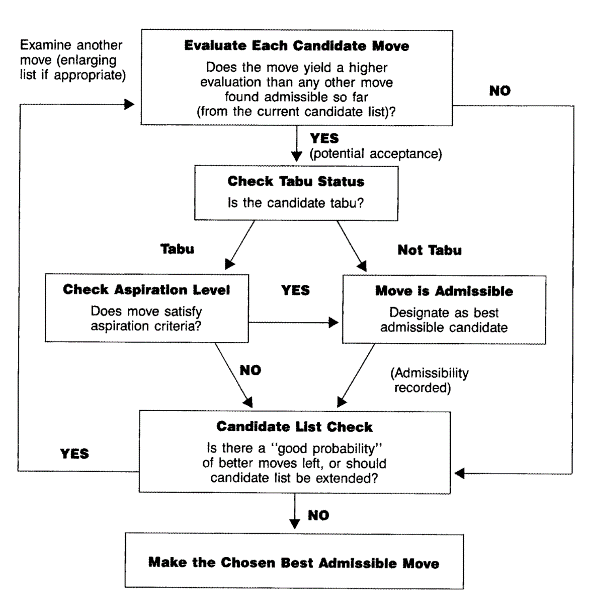 Examine another
move (enlarging
list if appropriate)
Evaluate Each Candidate Move
Does the move yield a higher
evaluation than any other move
found admissible so far
(from the current candidate list)?
NO
YES
(potential acceptance)
Check Tabu Status
Is the candidate tabu?
Tabu
Not Tabu
Check Aspiration Level
Does move satisfy
aspiration criteria?
YES
Move is Admissible
Designate as best
admissible candidate
NO
(Admissibility
recorded)
Candidate List Check
Is there a "good probability"
of better moves left, or should
candidate list be extended?
YES
NO
Make the Chosen Best Admissible Move